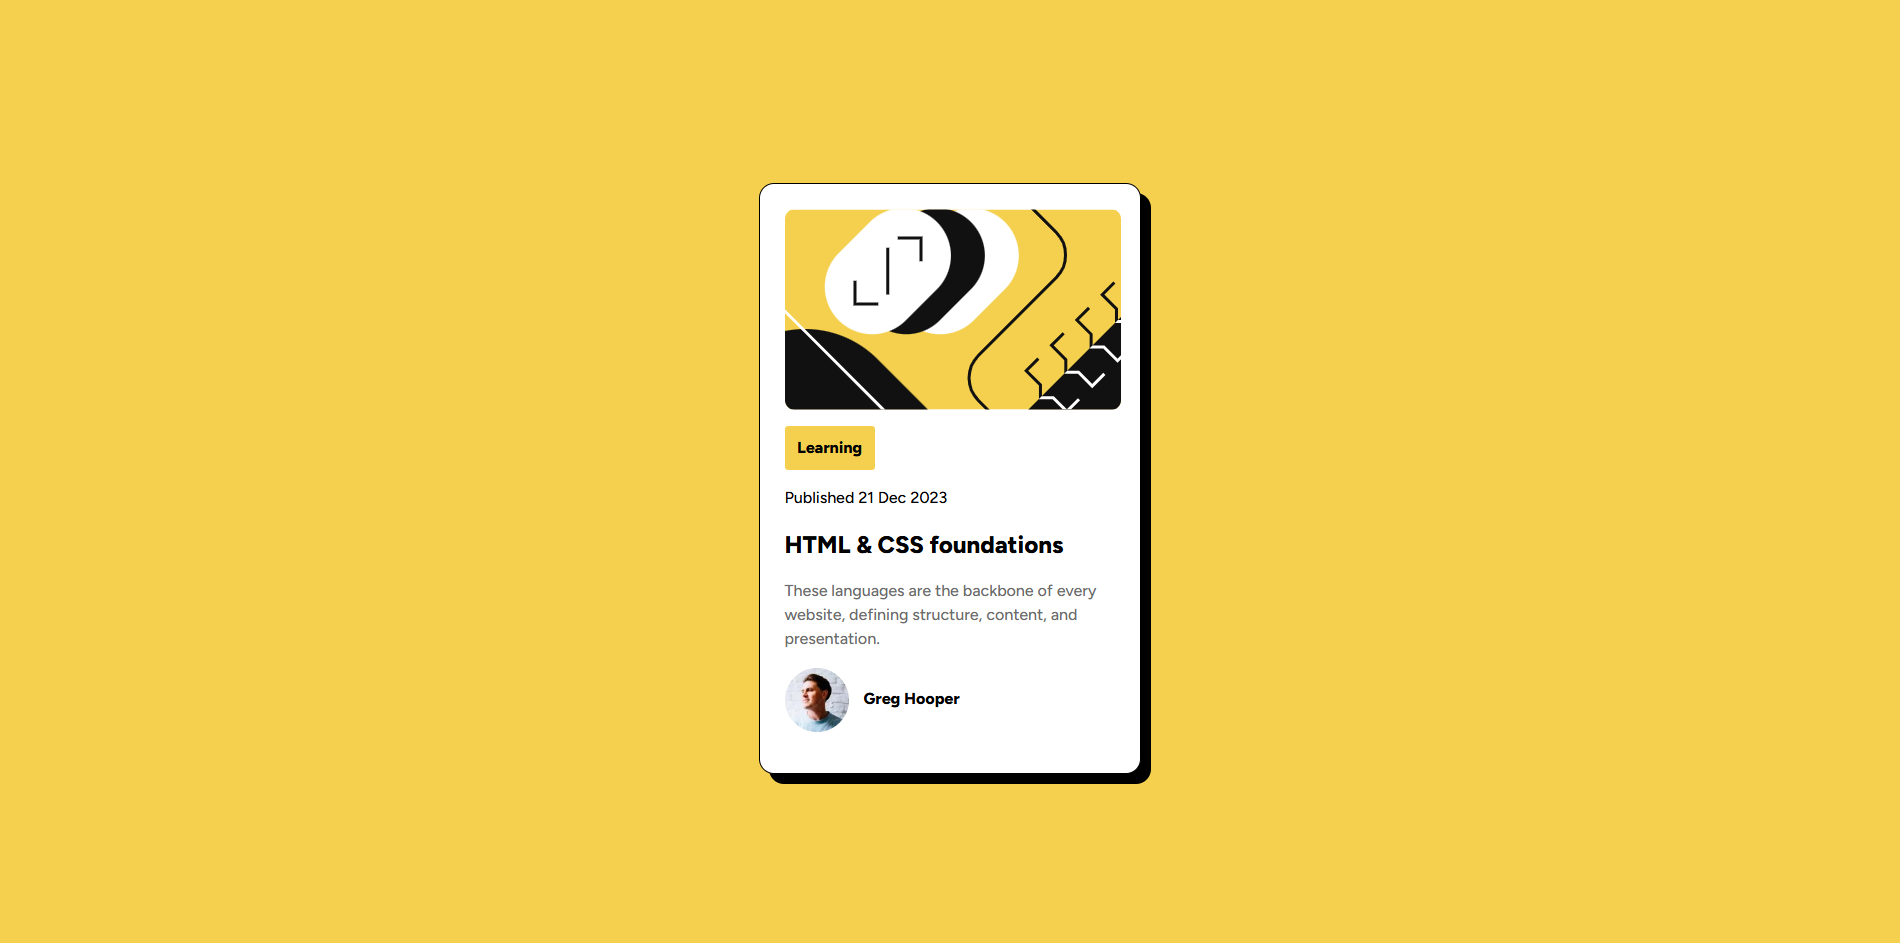 Learning
Published 21 Dec 2023
HTML & CSS foundations
These languages are the backbone of every
website, defining structure, content, and
presentation.
Greg Hooper